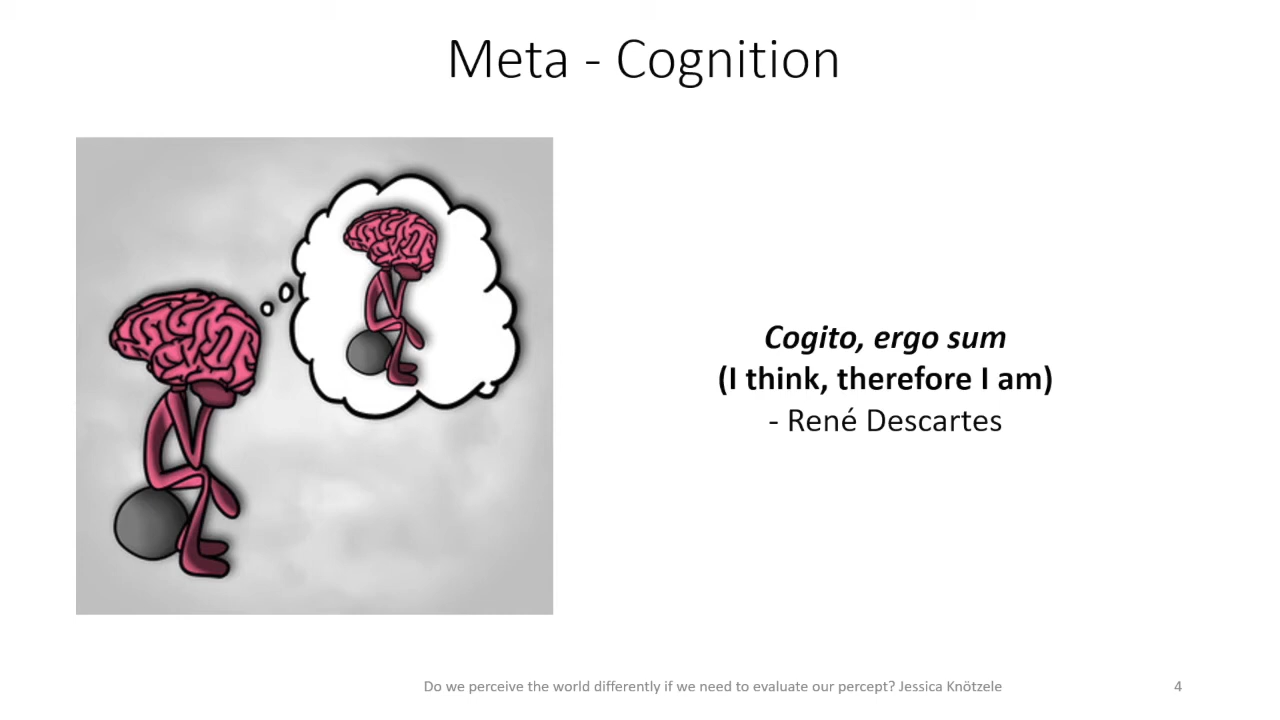 Meta - Cognition
Cogito, ergo sum
(I think, therefore I am)
- René Descartes
Do we perceive the world differently if we need to evaluate our percept? Jessica Knötzele
4